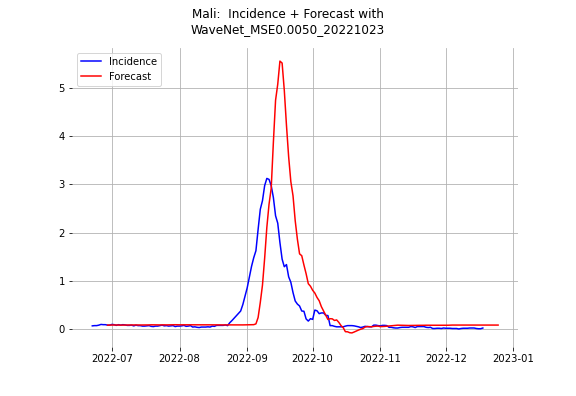 Mali:  Incidence + Forecast with
WaveNet_MSE0.0050_20221023
Incidence
Forecast
5
4
3
2
1
0
2022-07 2022-08 2022-09 2022-10 2022-11 2022-12 2023-01